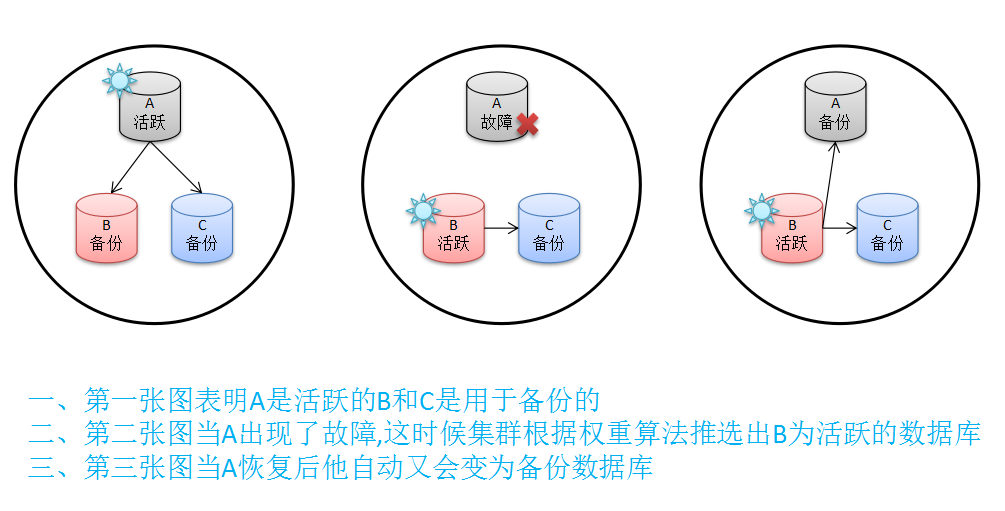 A
活跃
B
备份
C
备份
A
故障
B
活跃
C
备份
A
备份
B
活跃
C
备份
一、第一张图表明A是活跃的B和C是用于备份的
二、第二张图当A出现了故障,这时候集群根据权重算法推选出B为活跃的数据库
三、第三张图当A恢复后他自动又会变为备份数据库